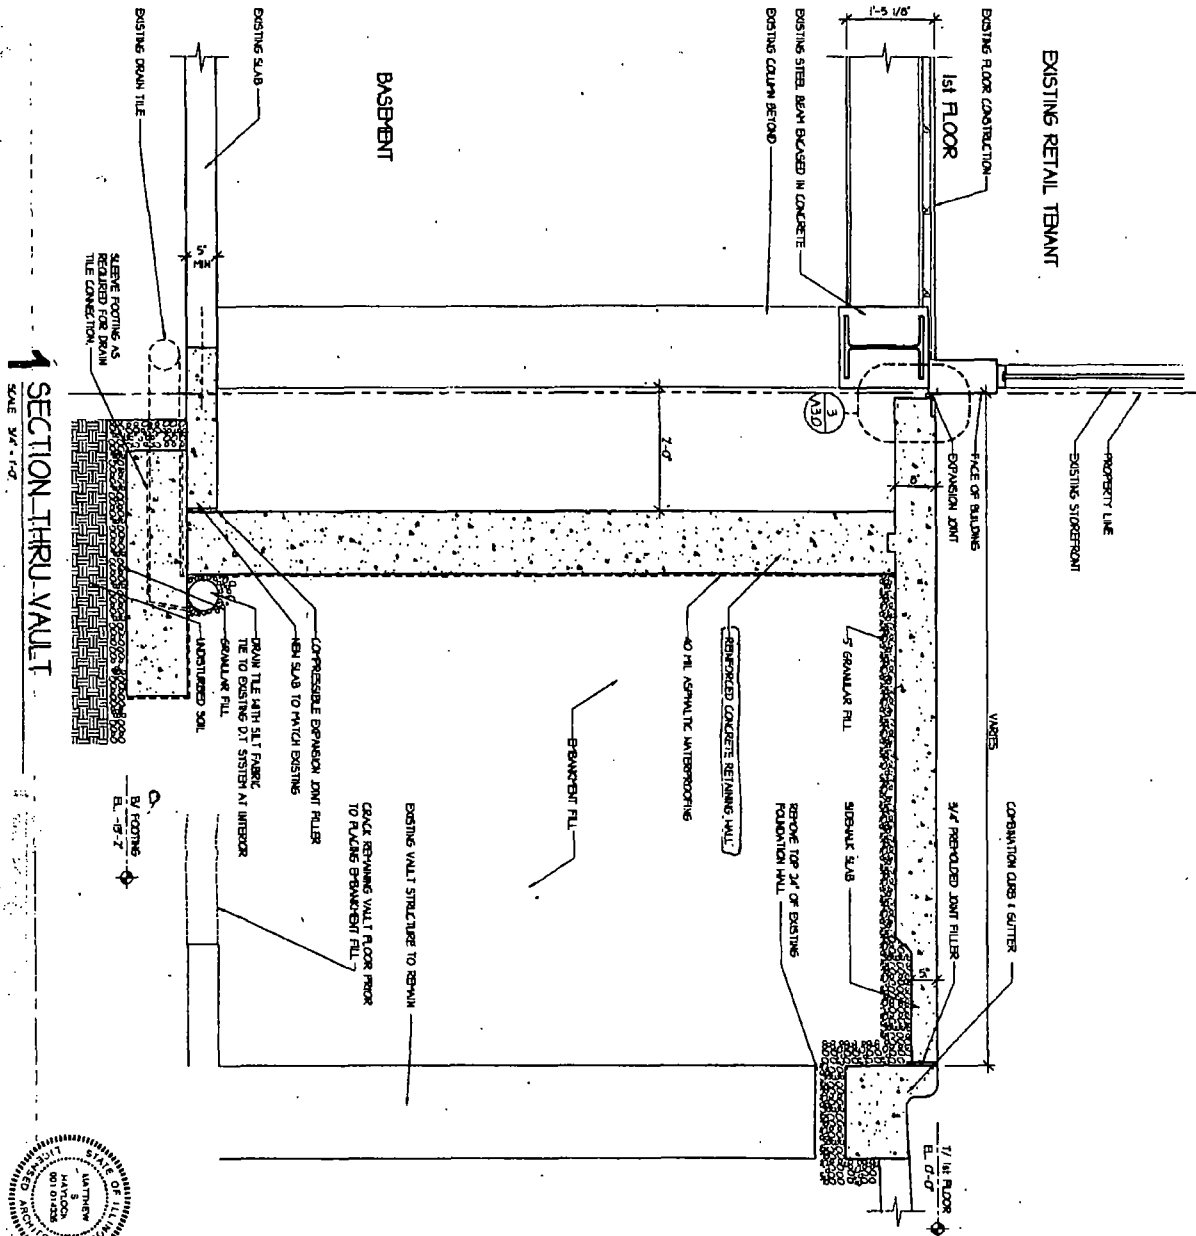 EXISTING RETAIL TENANT
1st FLOOR
EXISTING FLOOR CONSTRUCTION
1'-5 1/8"
EXISTING STEEL BEAM ENCASED IN CONCRETE
EXISTING COLUMN BEYOND
BASEMENT
EXISTING SLAB
EXISTING DRAIN TILE
5"
MIN
SLEEVE FOOTING AS
REQUIRED FOR DRAIN
TILE CONNECTION.
PROPERTY LINE
EXISTING STOREFRONT
FACE OF BUILDING
EXPANSION JOINT
3
A3.0
2'-0"
VARIES
COMBINATION CURB & GUTTER
3/4" PREMOLDED JOINT FILLER
SIDEWALK SLAB
5" GRANULAR FILL
REMOVE TOP 24" OF EXISTING
FOUNDATION WALL
REINFORCED CONCRETE RETAINING WALL
40 MIL ASPHALTIC WATERPROOFING
EMBANKMENT FILL
EXISTING VAULT STRUCTURE TO REMAIN
CRACK REMAINING VAULT FLOOR PRIOR
TO PLACING EMBANKMENT FILL
COMPRESSIBLE EXPANSION JOINT FILLER
NEW SLAB TO MATCH EXISTING
DRAIN TILE WITH SILT FABRIC
TIE TO EXISTING D.T. SYSTEM AT INTERIOR
GRANULAR FILL
UNDISTURBED SOIL
T/ 1st FLOOR
EL. 0'-0"
B/ FOOTING
1 SECTION THRU VAULT
SCALE 3/4" = 1'-0"
STATE OF ILLINOIS
MATTHEW
S
HAYLOCK
LICENSED